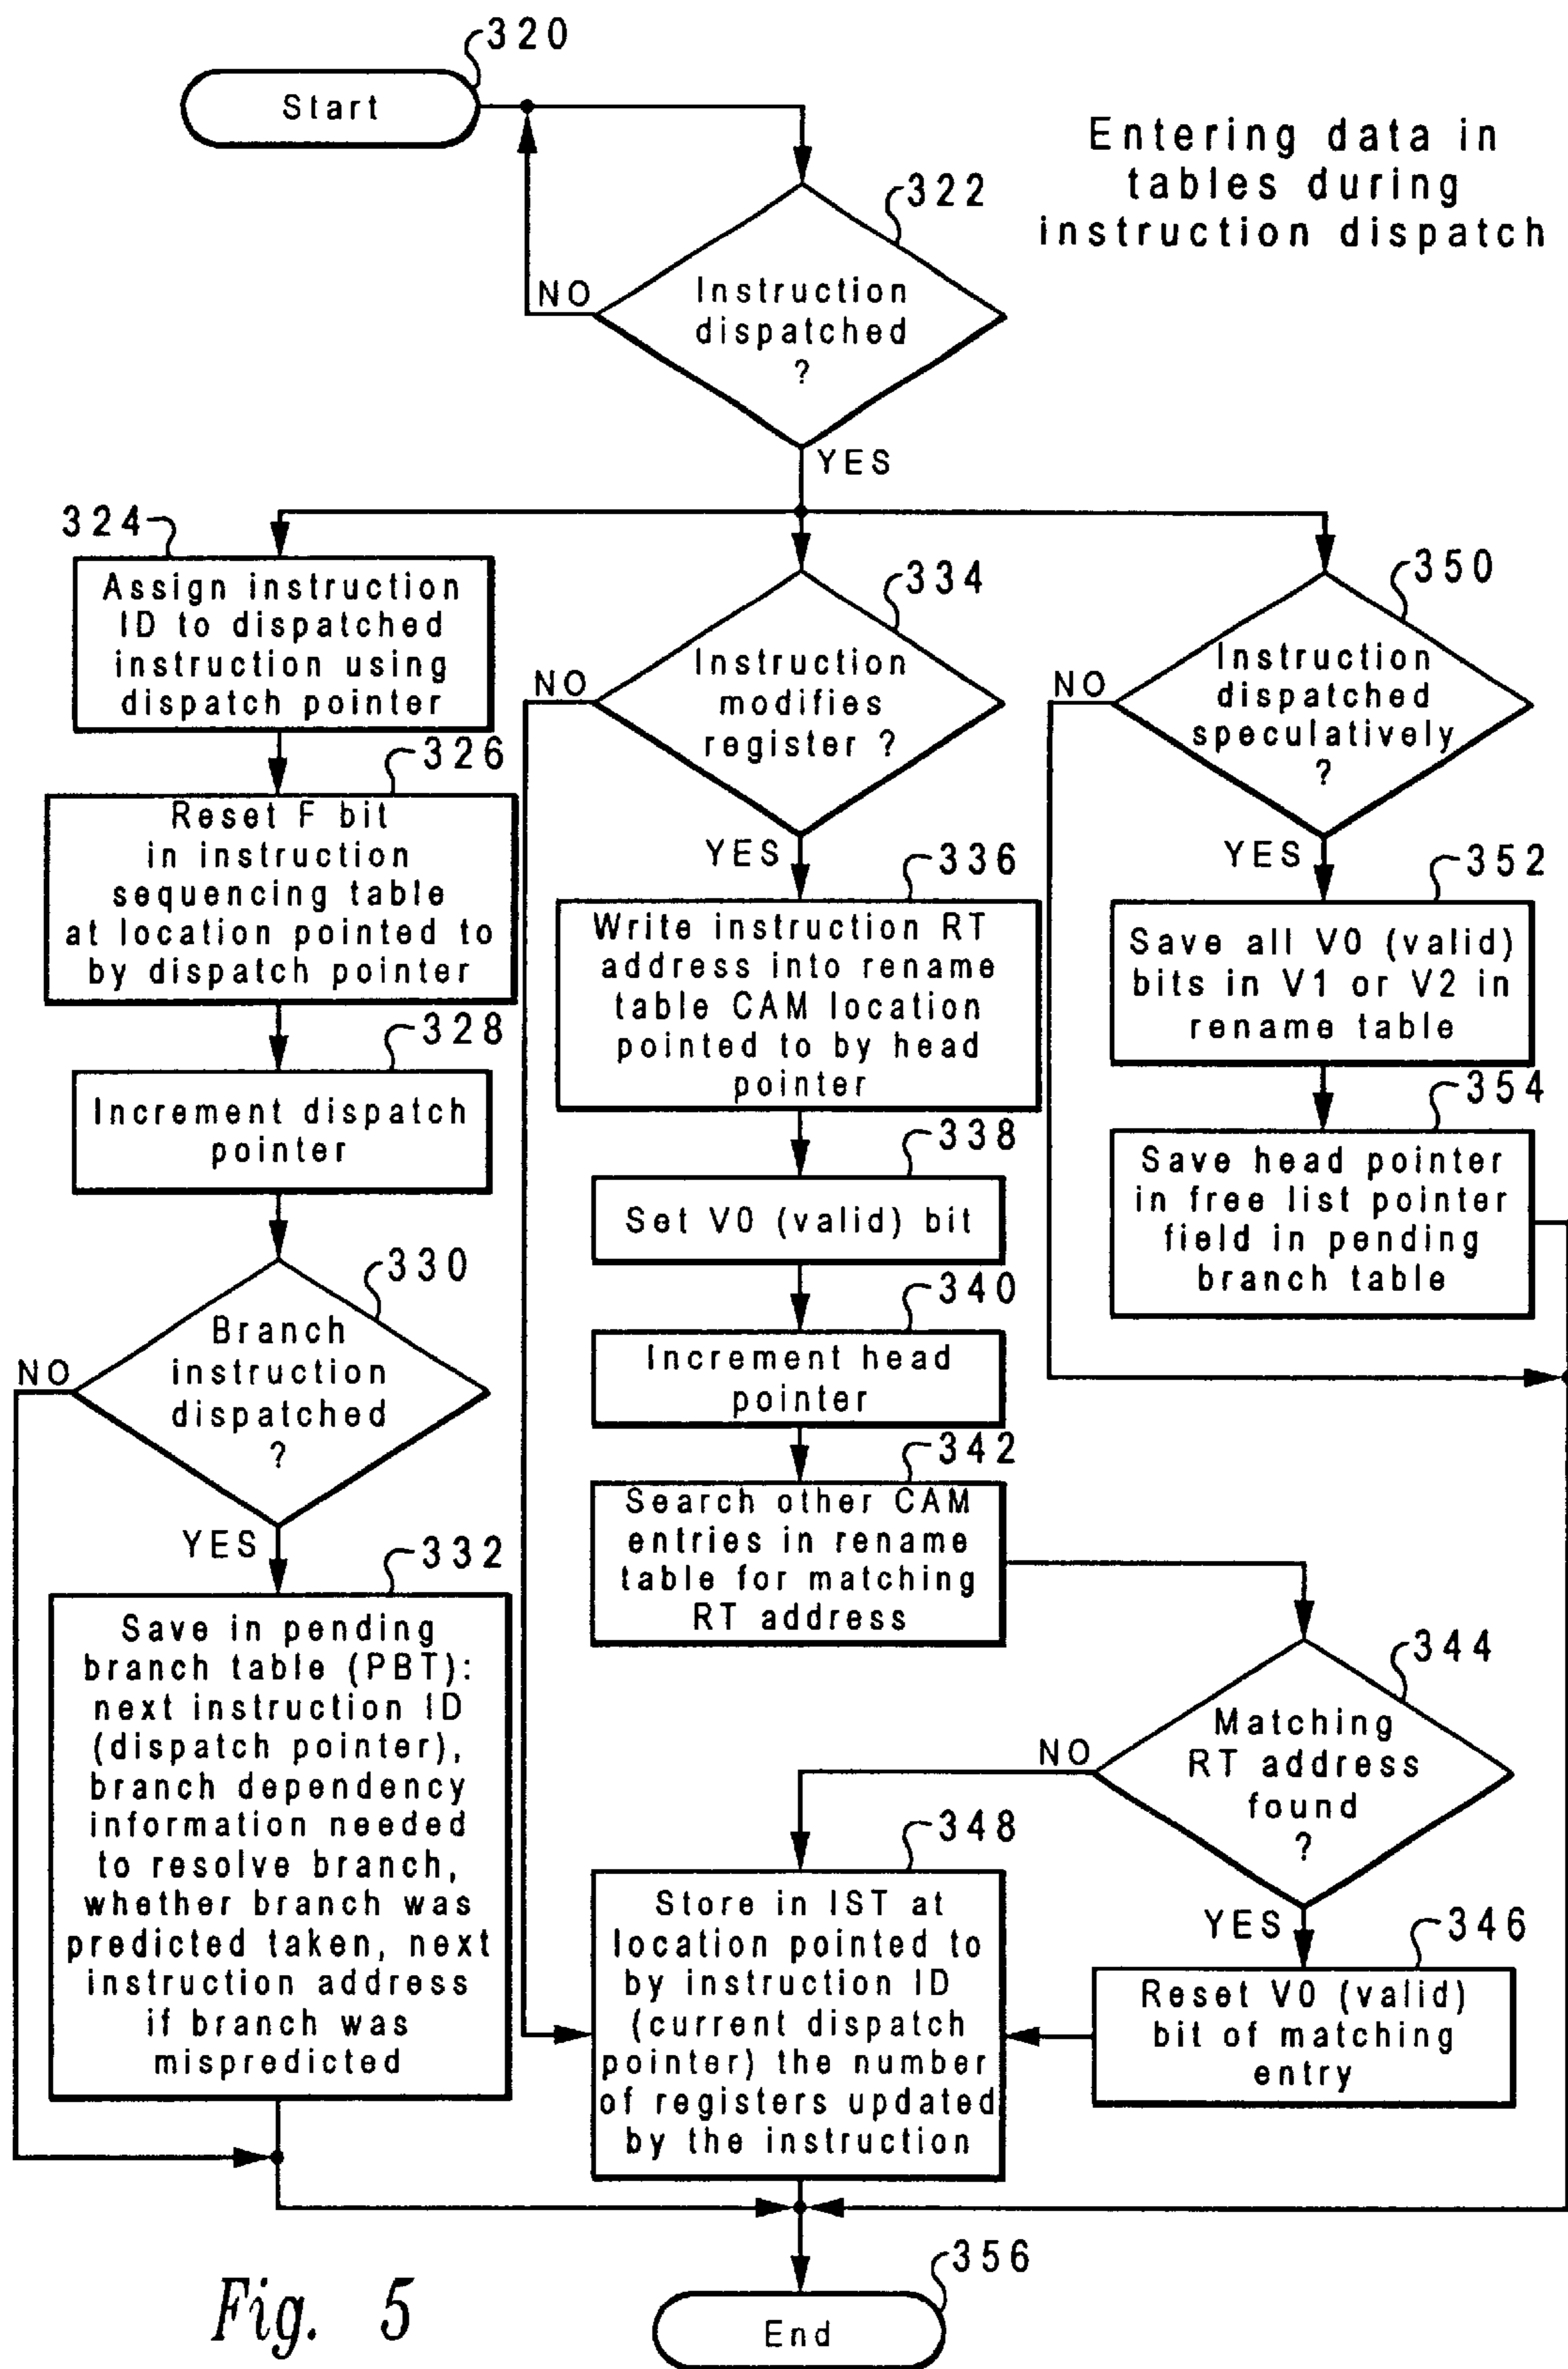 320
Start
Entering data in
tables during
instruction dispatch
322
Instruction
dispatched
?
NO
YES
324
Assign instruction
ID to dispatched
instruction using
dispatch pointer
326
Reset F bit
in instruction
sequencing table
at location pointed to
by dispatch pointer
328
Increment dispatch
pointer
330
Branch
instruction
dispatched
?
NO
YES
332
Save in pending
branch table (PBT):
next instruction ID
(dispatch pointer),
branch dependency
information needed
to resolve branch,
whether branch was
predicted taken, next
instruction address
if branch was
mispredicted
334
Instruction
modifies
register ?
NO
YES
336
Write instruction RT
address into rename
table CAM location
pointed to by head
pointer
338
Set V0 (valid) bit
340
Increment head
pointer
342
Search other CAM
entries in rename
table for matching
RT address
344
Matching
RT address
found
?
NO
YES
346
Reset V0 (valid)
bit of matching
entry
348
Store in IST at
location pointed to
by instruction ID
(current dispatch
pointer) the number
of registers updated
by the instruction
350
Instruction
dispatched
speculatively
?
NO
YES
352
Save all V0 (valid)
bits in V1 or V2 in
rename table
354
Save head pointer
in free list pointer
field in pending
branch table
356
End
Fig. 5